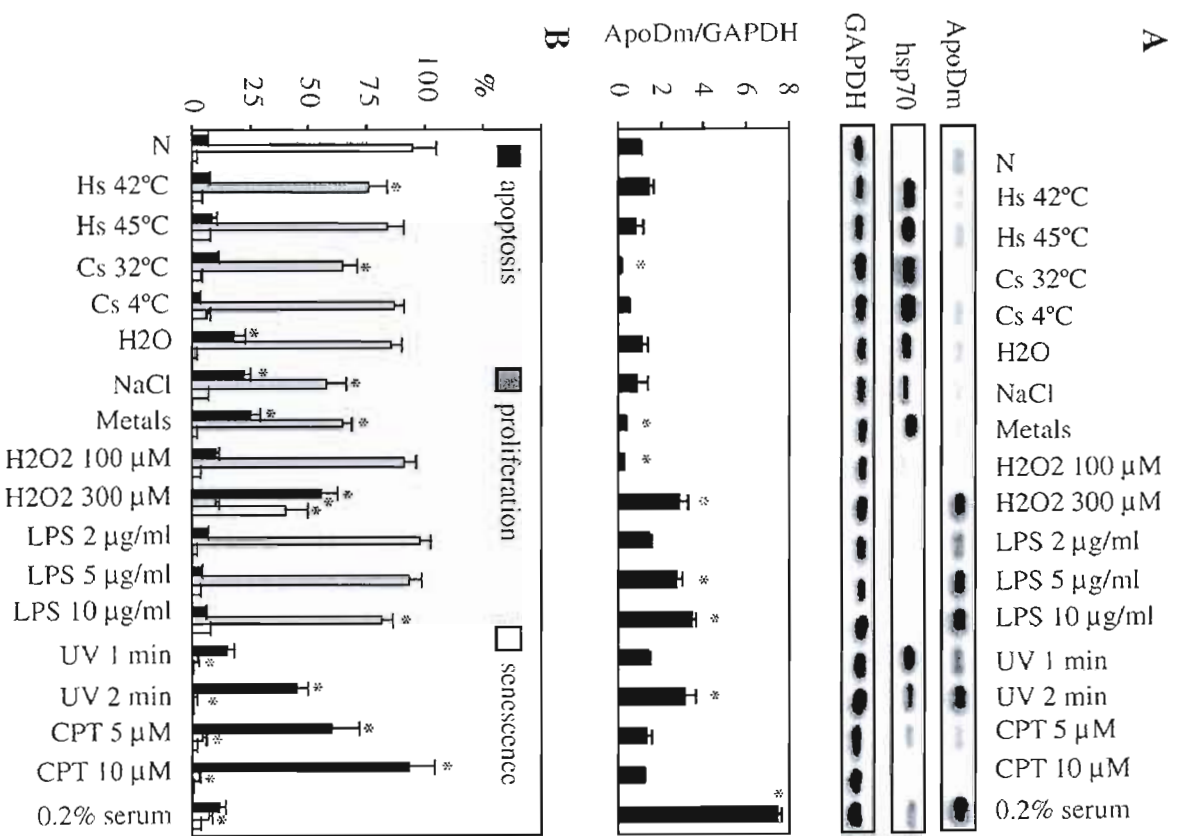 A
ApoDm
hsp70
GAPDH
N
Hs 42°C
Hs 45°C
Cs 32°C
Cs 4°C
H2O
NaCl
Metals
H2O2 100 µM
H2O2 300 µM
LPS 2 µg/ml
LPS 5 µg/ml
LPS 10 µg/ml
UV 1 min
UV 2 min
CPT 5 µM
CPT 10 µM
0.2% serum
ApoDm/GAPDH
0 2 4 6 8
* * * * * * * *
B
%
100
75
50
25
0
apoptosis proliferation senescence
* * * * * * * * * * * * * * * * * * *
N
Hs 42°C
Hs 45°C
Cs 32°C
Cs 4°C
H2O
NaCl
Metals
H2O2 100 µM
H2O2 300 µM
LPS 2 µg/ml
LPS 5 µg/ml
LPS 10 µg/ml
UV 1 min
UV 2 min
CPT 5 µM
CPT 10 µM
0.2% serum